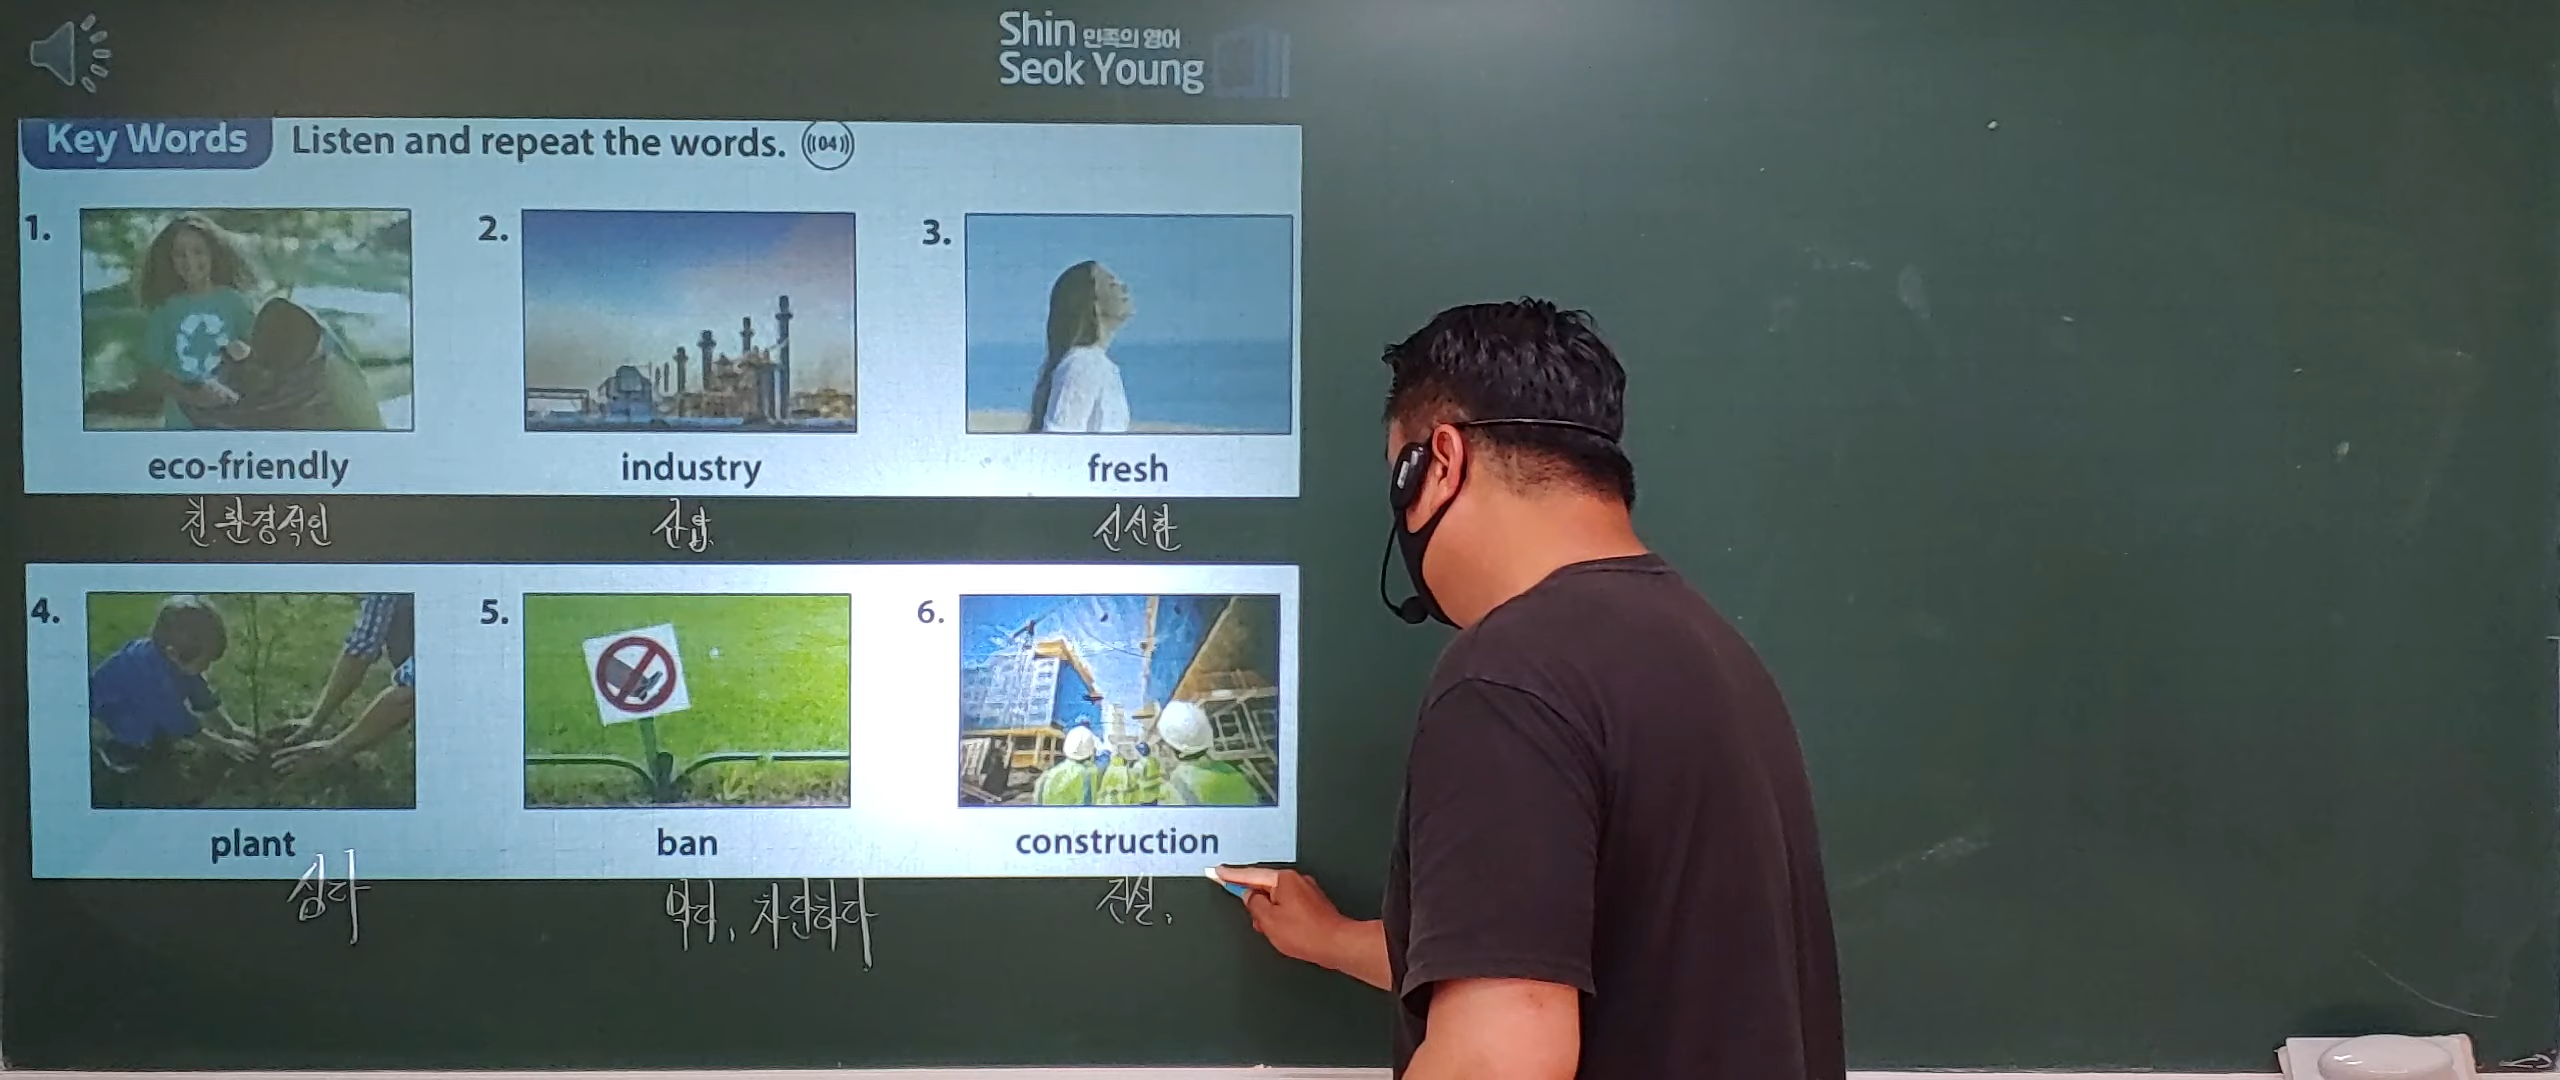 Shin 민족의 영어
Seok Young
Key Words Listen and repeat the words. ((04))
1. 2. 3.
eco-friendly industry fresh
친환경적인 산업 신선한
4. 5. 6.
plant ban construction
심다 막다, 차단하다 건설,